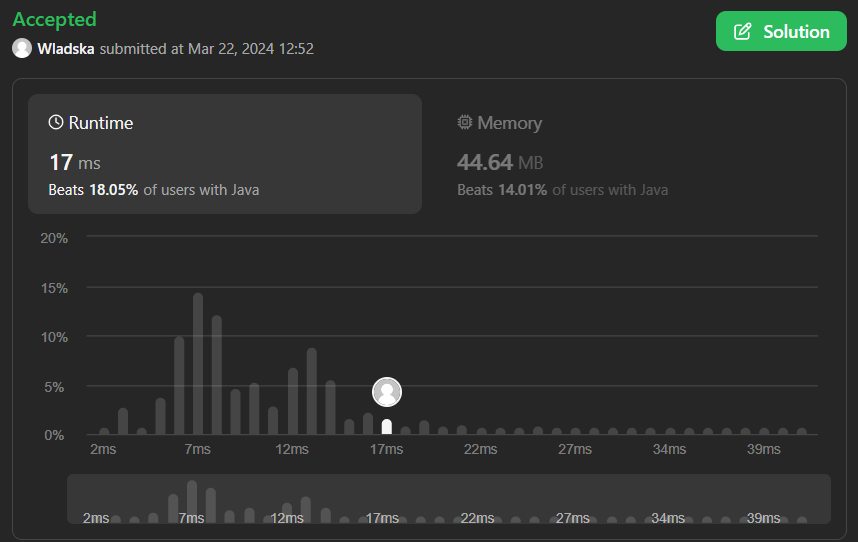 Accepted
Wladska submitted at Mar 22, 2024 12:52
Solution
Runtime
17 ms
Beats 18.05% of users with Java
Memory
44.64 MB
Beats 14.01% of users with Java
20%
15%
10%
5%
0%
2ms 7ms 12ms 17ms 22ms 27ms 34ms 39ms
2ms 7ms 12ms 17ms 22ms 27ms 34ms 39ms